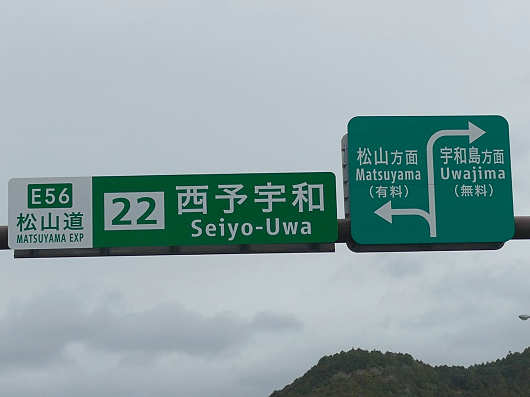 E56
松山道
MATSUYAMA EXP
22
西予宇和
Seiyo-Uwa
松山方面
Matsuyama
(有料)
宇和島方面
Uwajima
(無料)